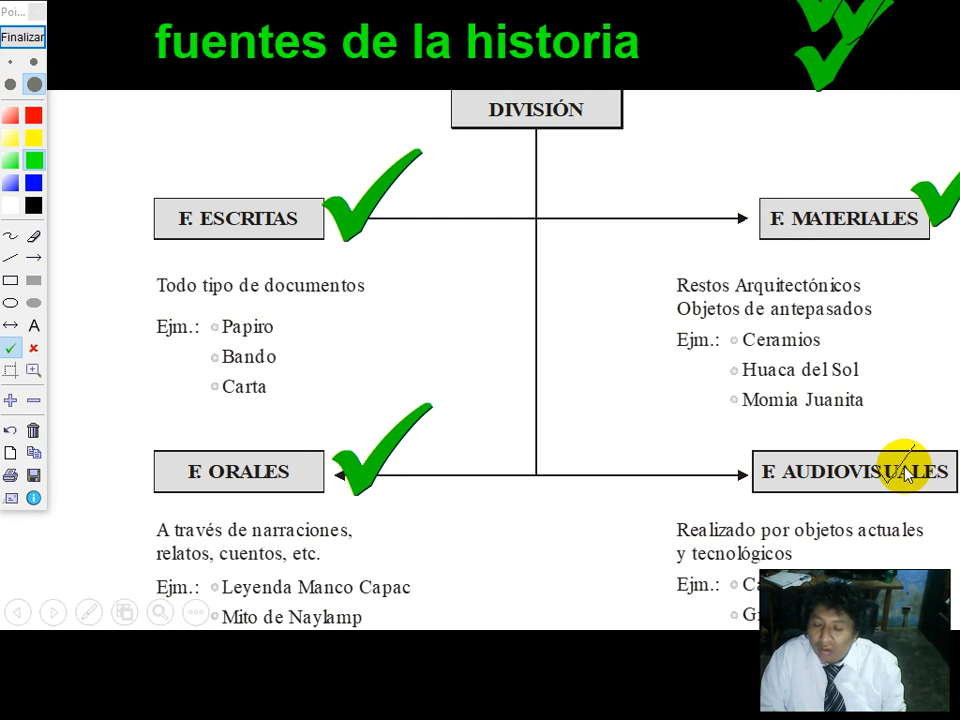 Poi...
Finalizar
fuentes de la historia
DIVISIÓN
F. ESCRITAS
F. MATERIALES
Todo tipo de documentos
Ejm.: Papiro
Bando
Carta
Restos Arquitectónicos
Objetos de antepasados
Ejm.: Ceramios
Huaca del Sol
Momia Juanita
F. ORALES
F. AUDIOVISUALES
A través de narraciones,
relatos, cuentos, etc.
Ejm.: Leyenda Manco Capac
Mito de Naylamp
Realizado por objetos actuales
y tecnológicos
Ejm.: